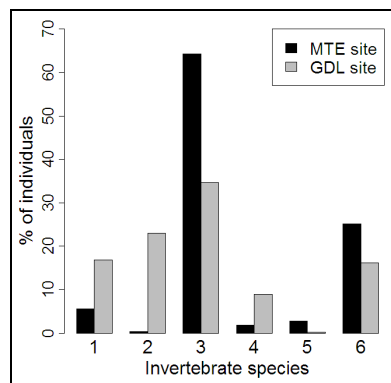 70
60
50
40
30
20
10
0
% of individuals
MTE site
GDL site
1 2 3 4 5 6
Invertebrate species